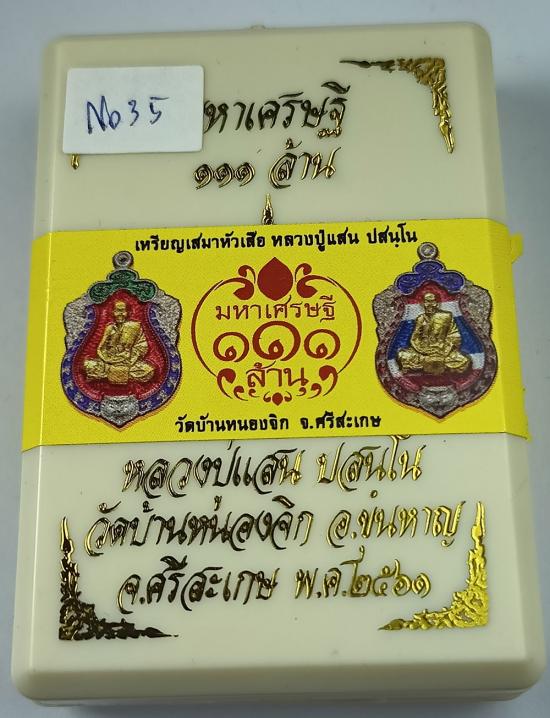 No 35
มหาเศรษฐี
๑๑๑ ล้าน
เหรียญเสมาหัวเสือ หลวงปู่แสน ปสนฺโน
มหาเศรษฐี
๑๑๑
ล้าน
วัดบ้านหนองจิก จ.ศรีสะเกษ
หลวงปู่แสน ปสนฺโน
วัดบ้านหนองจิก อ.ขุนหาญ
จ.ศรีสะเกษ พ.ศ.๒๕๖๑